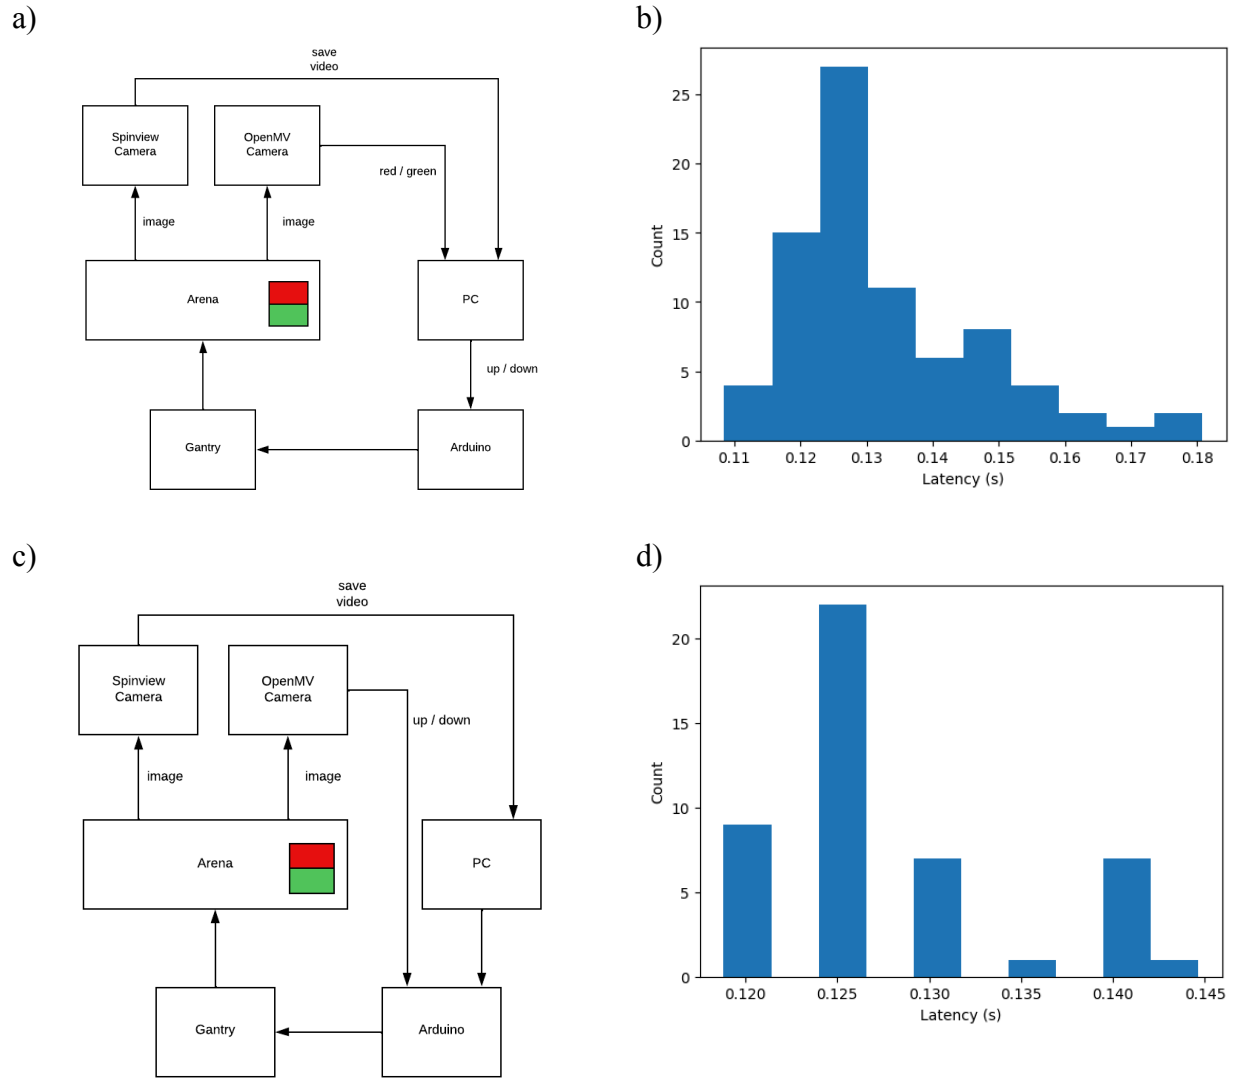 a)
save
video
Spinview
Camera
OpenMV
Camera
red / green
image
image
Arena
PC
up / down
Gantry
Arduino
b)
25
20
15
10
5
0
Count
0.11 0.12 0.13 0.14 0.15 0.16 0.17 0.18
Latency (s)
c)
save
video
Spinview
Camera
OpenMV
Camera
up / down
image
image
Arena
PC
Gantry
Arduino
d)
20
15
10
5
0
Count
0.120 0.125 0.130 0.135 0.140 0.145
Latency (s)